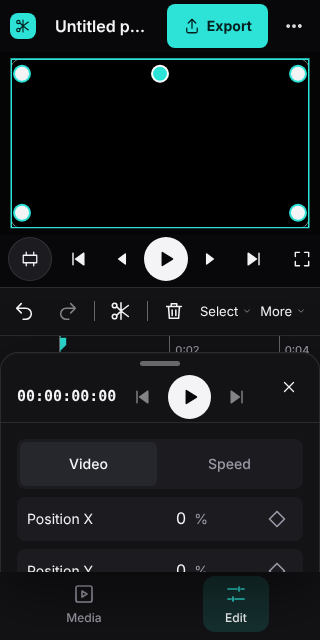 Untitled p...
Export
Select
More
0:02
0:04
00:00:00:00
Video
Speed
Position X
0 %
Position Y
0 %
Media
Edit